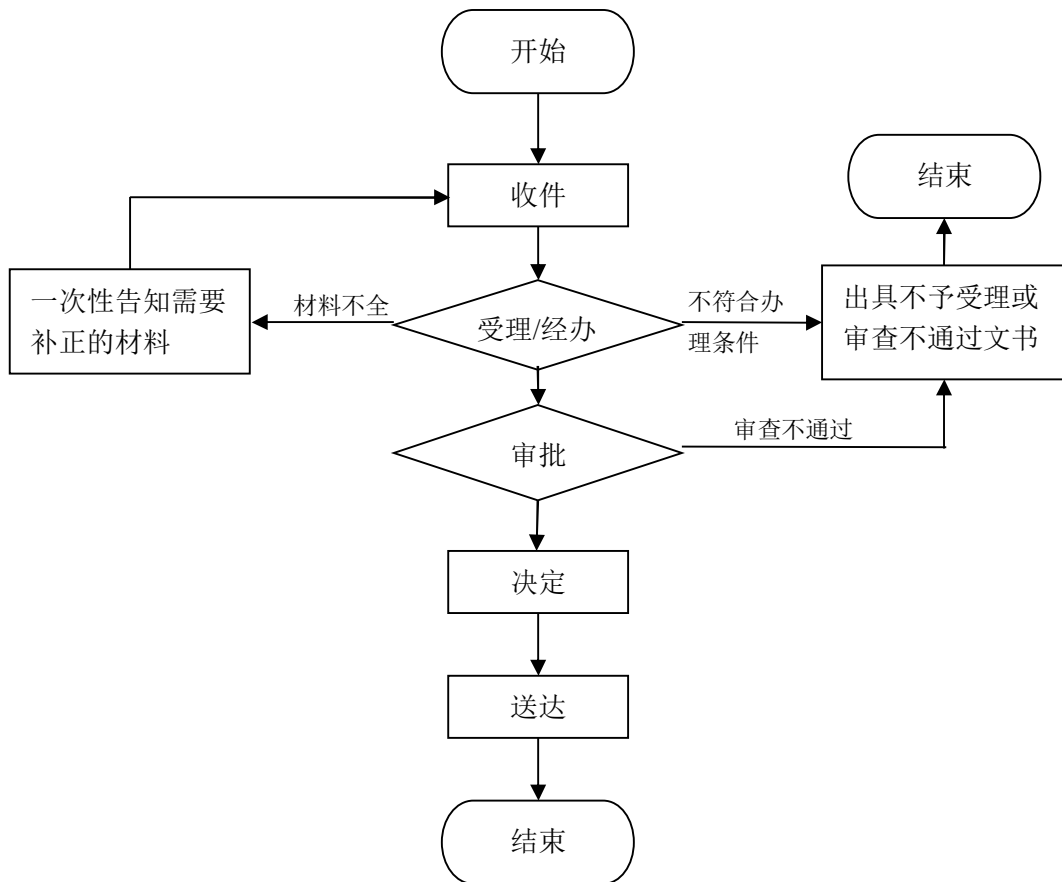 开始
收件
结束
一次性告知需要
补正的材料
材料不全
受理/经办
不符合办
理条件
出具不予受理或
审查不通过文书
审批
审查不通过
决定
送达
结束